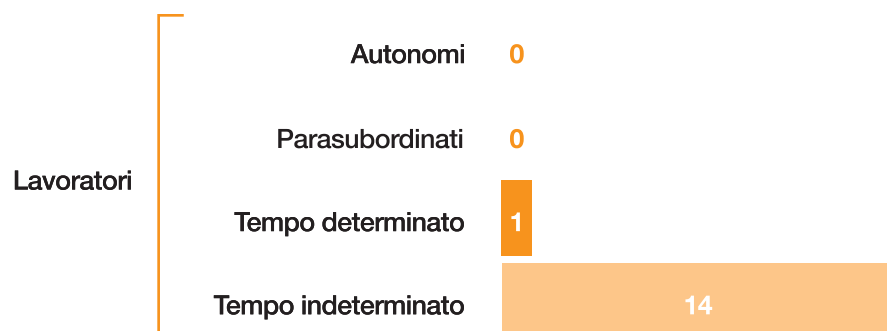 Autonomi 0
Parasubordinati 0
Lavoratori
Tempo determinato 1
Tempo indeterminato 14